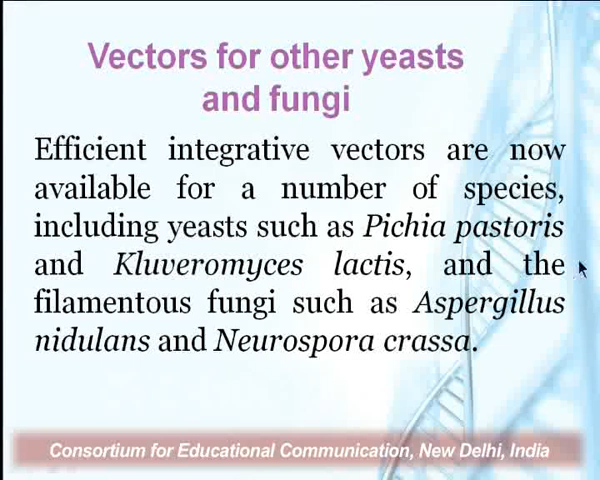 Vectors for other yeasts
and fungi
Efficient integrative vectors are now
available for a number of species,
including yeasts such as Pichia pastoris
and Kluveromyces lactis, and the
filamentous fungi such as Aspergillus
nidulans and Neurospora crassa.
Consortium for Educational Communication, New Delhi, India